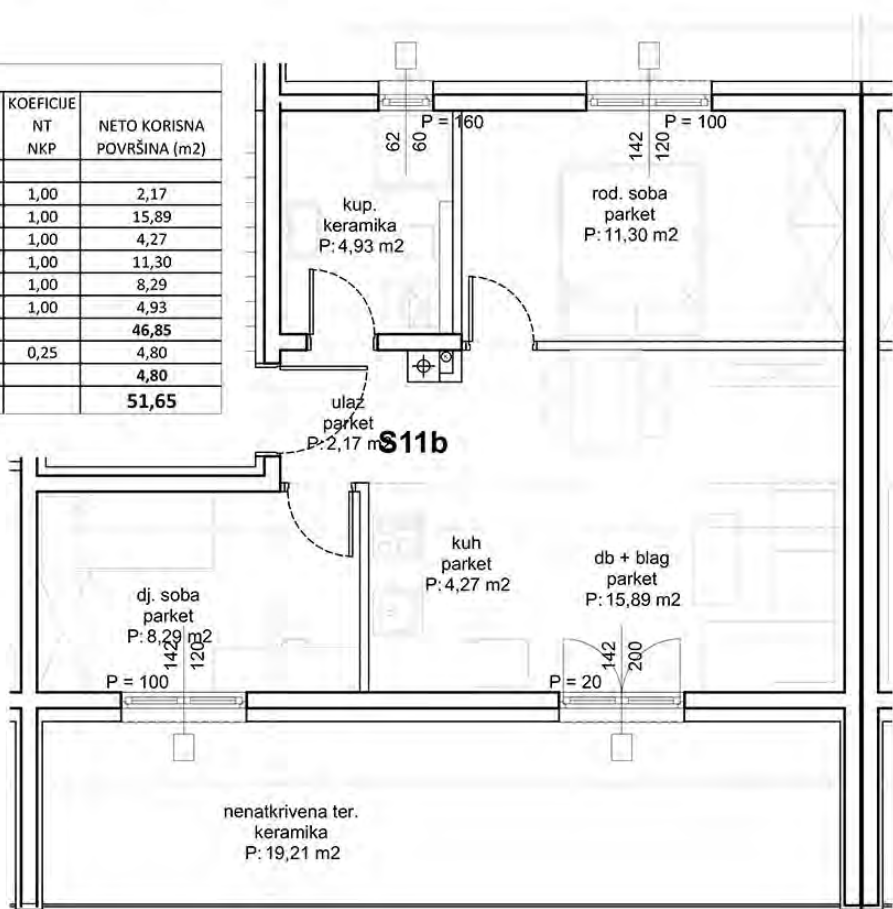 KOEFICIJE
NT
NKP
NETO KORISNA
POVRŠINA (m2)
1,00 2,17
1,00 15,89
1,00 4,27
1,00 11,30
1,00 8,29
1,00 4,93
46,85
0,25 4,80
4,80
51,65
P = 160
62
60
P = 100
142
120
kup.
keramika
P: 4,93 m2
rod. soba
parket
P: 11,30 m2
ulaz
parket
P: 2,17 m2
S11b
kuh
parket
P: 4,27 m2
db + blag
parket
P: 15,89 m2
dj. soba
parket
P: 8,29 m2
142
120
P = 100
142
200
P = 20
nenatkrivena ter.
keramika
P: 19,21 m2